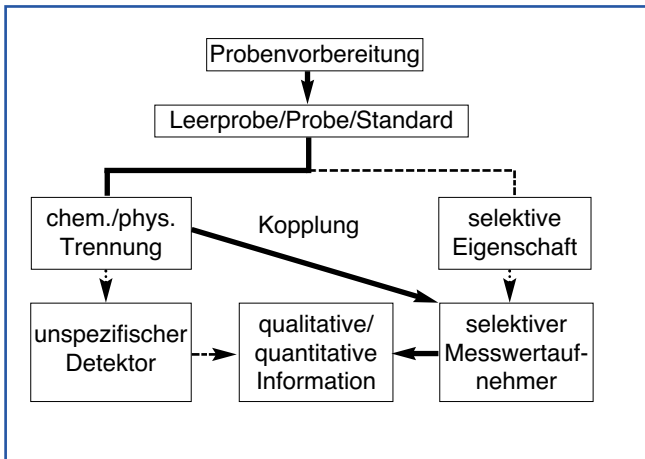 Probenvorbereitung
Leerprobe/Probe/Standard
chem./phys.
Trennung
Kopplung
selektive
Eigenschaft
unspezifischer
Detektor
qualitative/
quantitative
Information
selektiver
Messwertauf-
nehmer